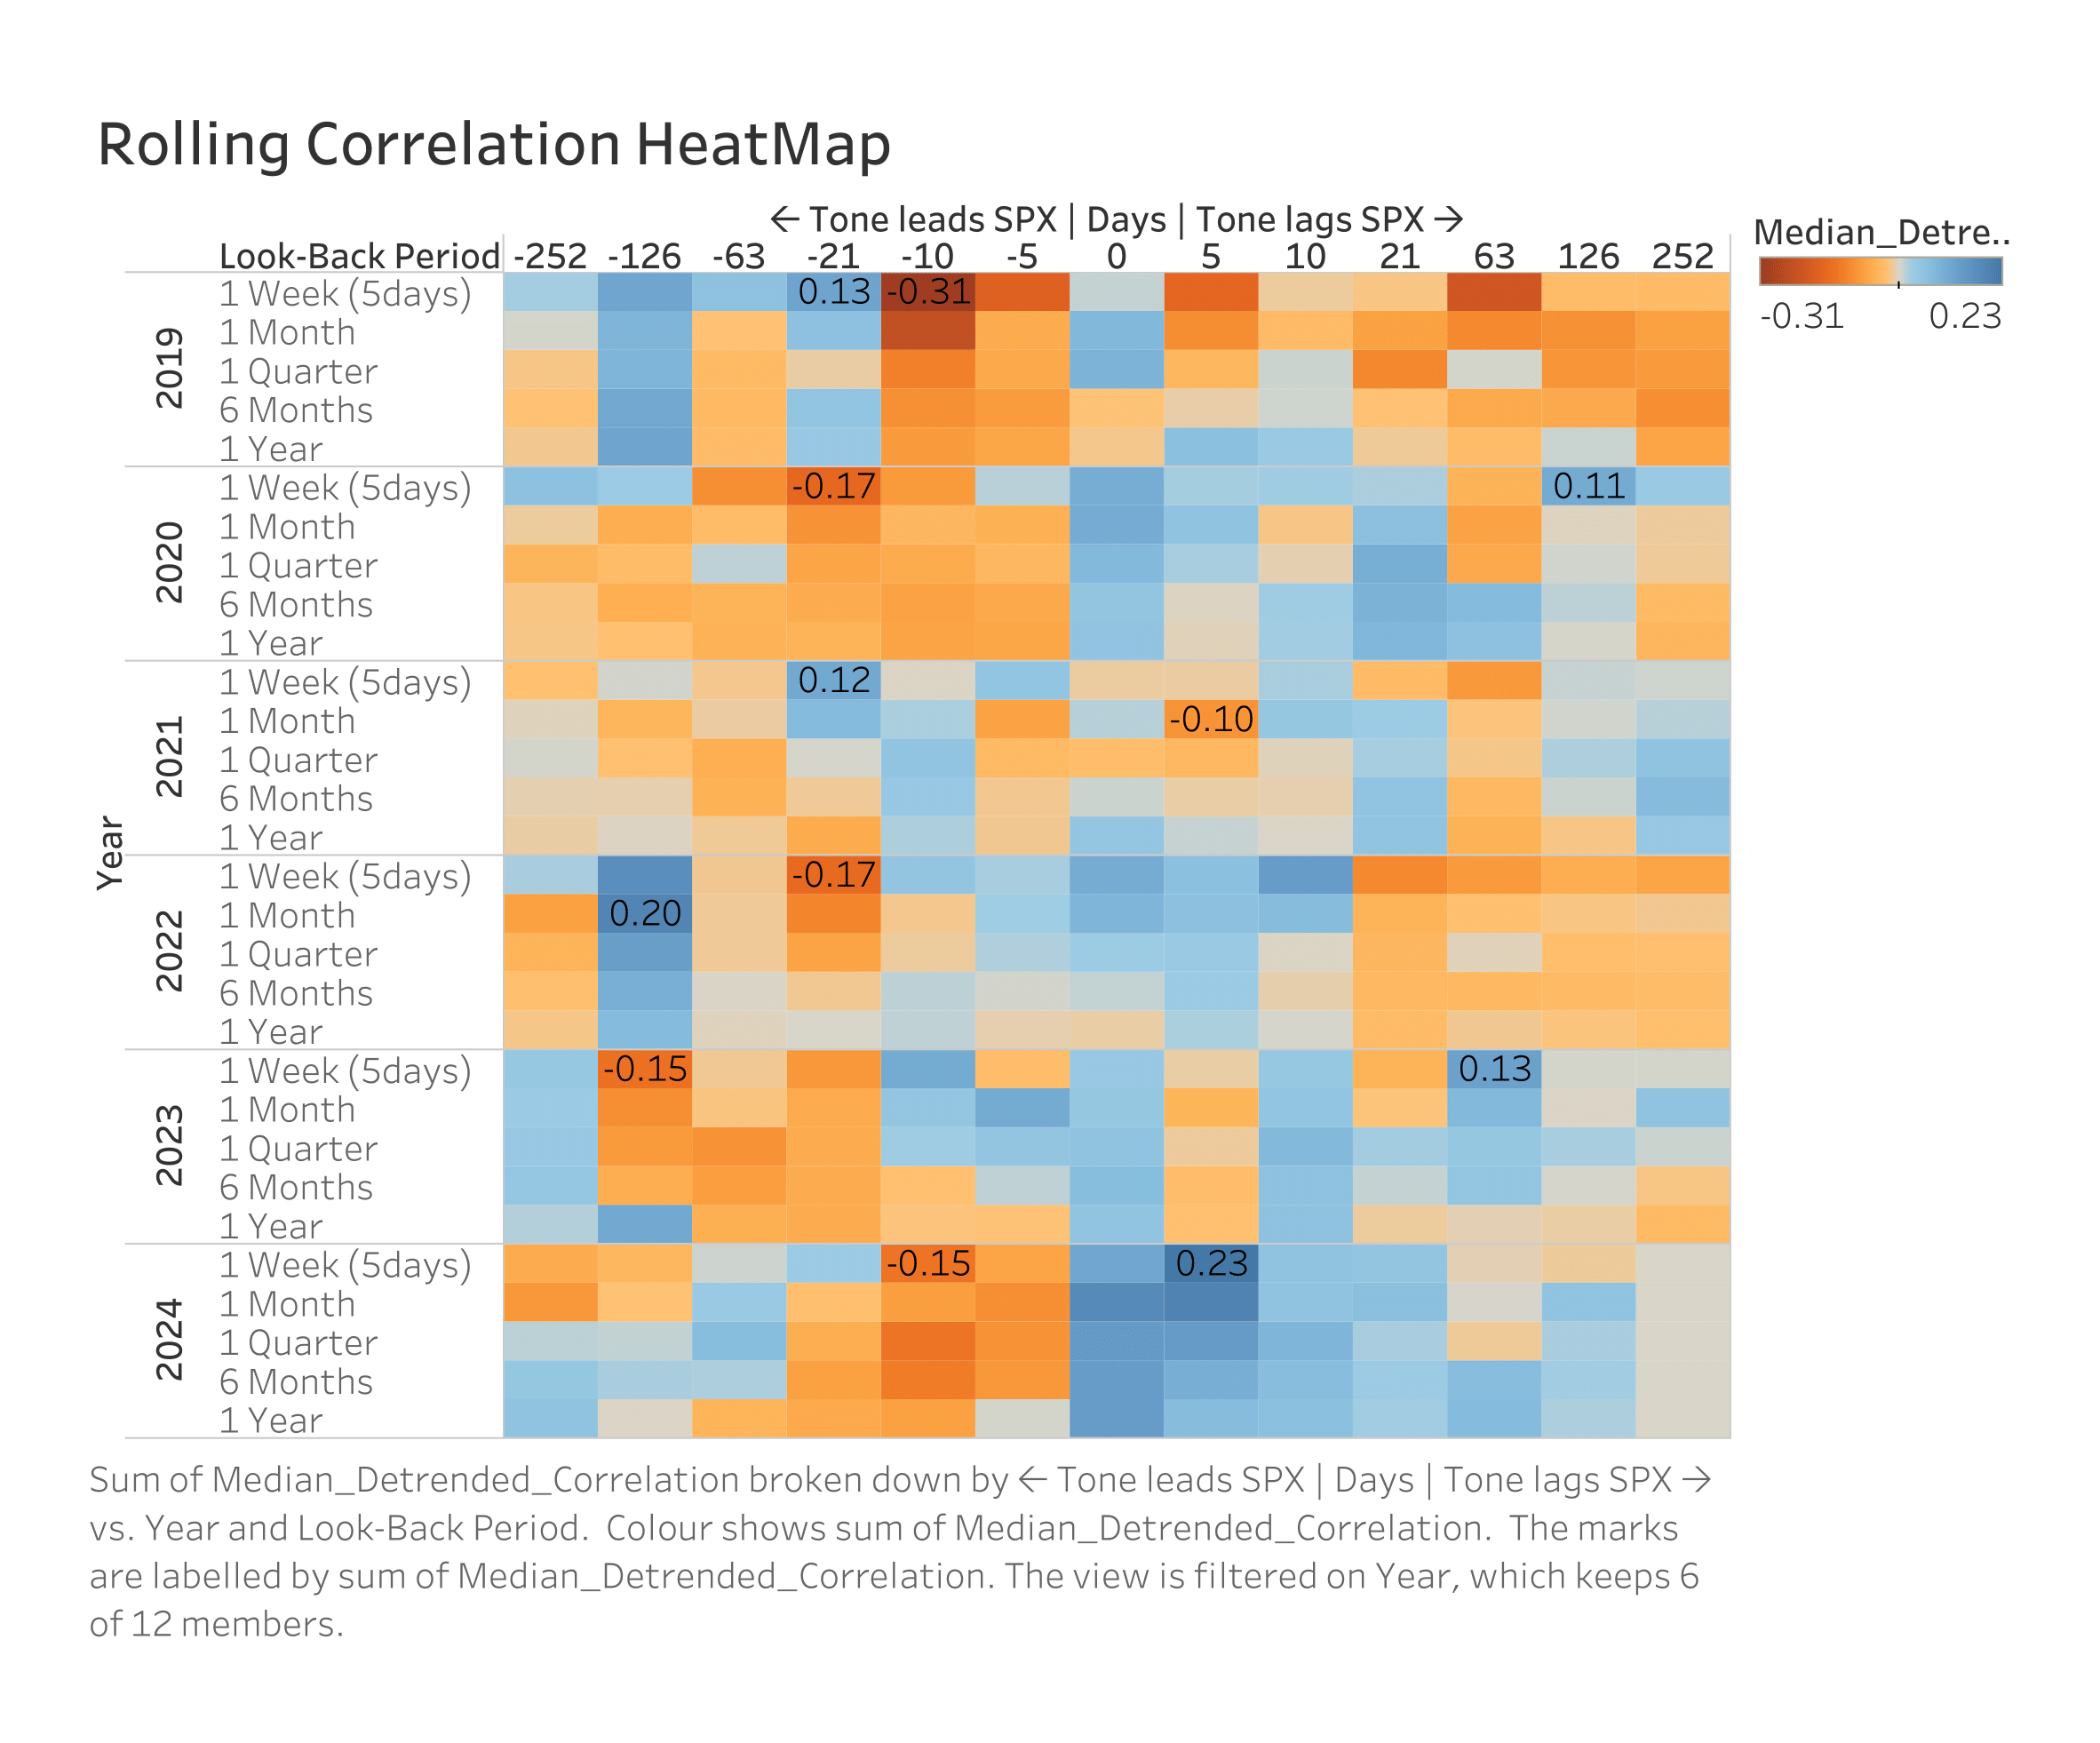 Rolling Correlation HeatMap
← Tone leads SPX | Days | Tone lags SPX →
Look-Back Period -252 -126 -63 -21 -10 -5 0 5 10 21 63 126 252
Median_Detre..
-0.31 0.23
Year
2019
1 Week (5days) 0.13 -0.31
1 Month
1 Quarter
6 Months
1 Year
2020
1 Week (5days) -0.17 0.11
1 Month
1 Quarter
6 Months
1 Year
2021
1 Week (5days) 0.12
1 Month -0.10
1 Quarter
6 Months
1 Year
2022
1 Week (5days) -0.17
1 Month 0.20
1 Quarter
6 Months
1 Year
2023
1 Week (5days) -0.15 0.13
1 Month
1 Quarter
6 Months
1 Year
2024
1 Week (5days) -0.15 0.23
1 Month
1 Quarter
6 Months
1 Year
Sum of Median_Detrended_Correlation broken down by ← Tone leads SPX | Days | Tone lags SPX →
vs. Year and Look-Back Period. Colour shows sum of Median_Detrended_Correlation. The marks
are labelled by sum of Median_Detrended_Correlation. The view is filtered on Year, which keeps 6
of 12 members.